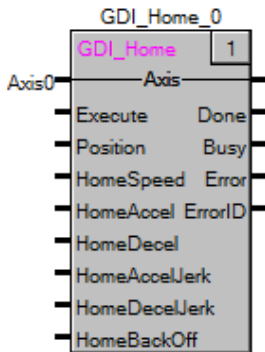 GDI_Home_0
GDI_Home 1
Axis0 Axis
Execute Done
Position Busy
HomeSpeed Error
HomeAccel ErrorID
HomeDecel
HomeAccelJerk
HomeDecelJerk
HomeBackOff